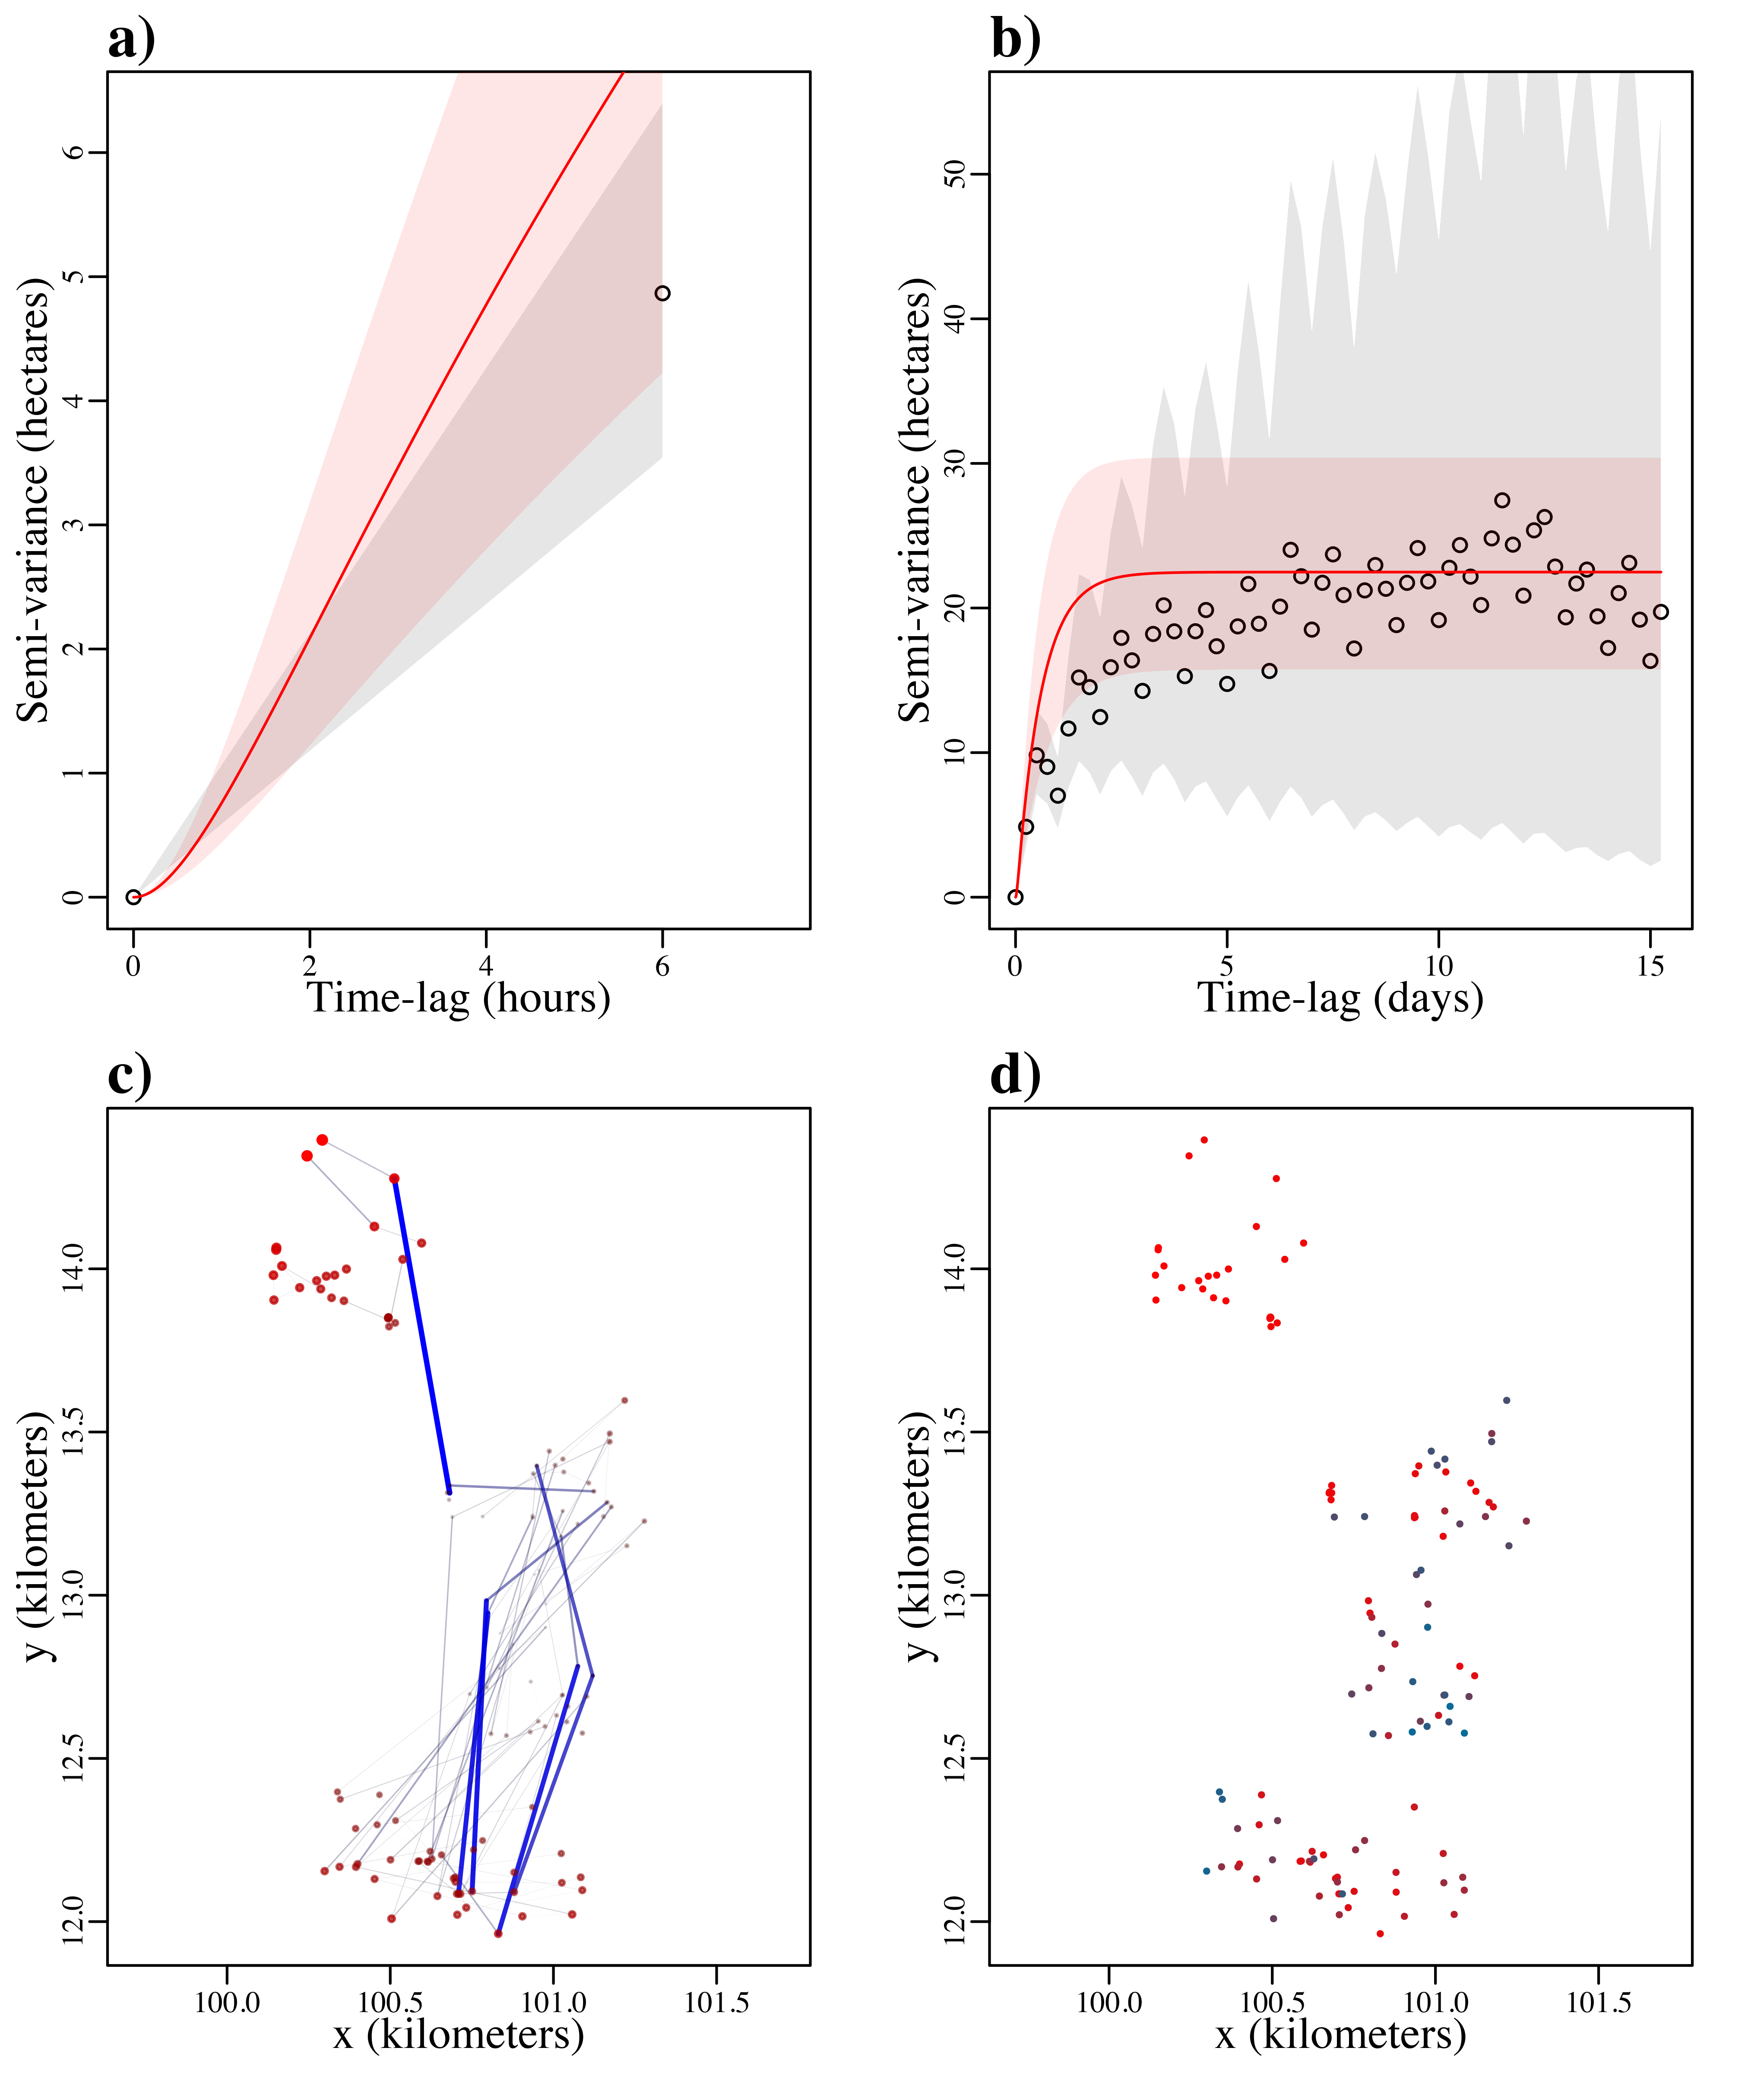 a)
6
5
4
3
2
1
0
Semi-variance (hectares)
0 2 4 6
Time-lag (hours)
b)
50
40
30
20
10
0
Semi-variance (hectares)
0 5 10 15
Time-lag (days)
c)
14.0
13.5
13.0
12.5
12.0
y (kilometers)
100.0 100.5 101.0 101.5
x (kilometers)
d)
14.0
13.5
13.0
12.5
12.0
y (kilometers)
100.0 100.5 101.0 101.5
x (kilometers)